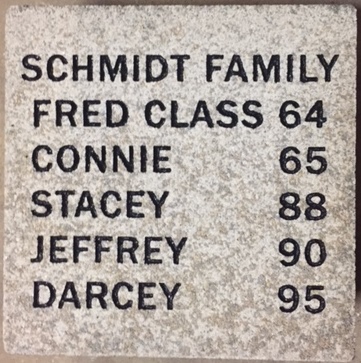 SCHMIDT FAMILY
FRED CLASS 64
CONNIE 65
STACEY 88
JEFFREY 90
DARCEY 95